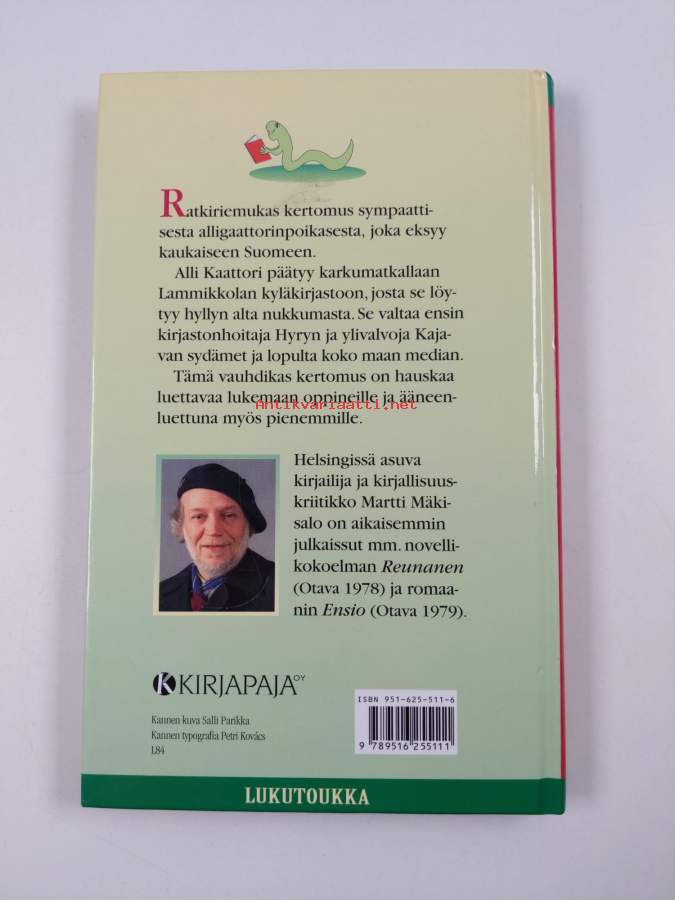 Ratkiriemukas kertomus sympaatti-
sesta alligaattorinpoikasesta, joka eksyy
kaukaiseen Suomeen.
Alli Kaattori päätyy karkumatkallaan
Lammikkolan kyläkirjastoon, josta se löy-
tyy hyllyn alta nukkumasta. Se valtaa ensin
kirjastonhoitaja Hyryn ja ylivalvoja Kaja-
van sydämet ja lopulta koko maan median.
Tämä vauhdikas kertomus on hauskaa
luettavaa lukemaan oppineille ja ääneen-
Antikvariaatti.net
luettuna myös pienemmille.
Helsingissä asuva
kirjailija ja kirjallisuus-
kriitikko Martti Mäki-
salo on aikaisemmin
julkaissut mm. novelli-
kokoelman Reunanen
(Otava 1978) ja romaa-
nin Ensio (Otava 1979).
KIRJAPAJA OY
Kannen kuva Salli Parikka
Kannen typografia Petri Kovács
L84
ISBN 951-625-511-6
9 789516 255111
LUKUTOUKKA